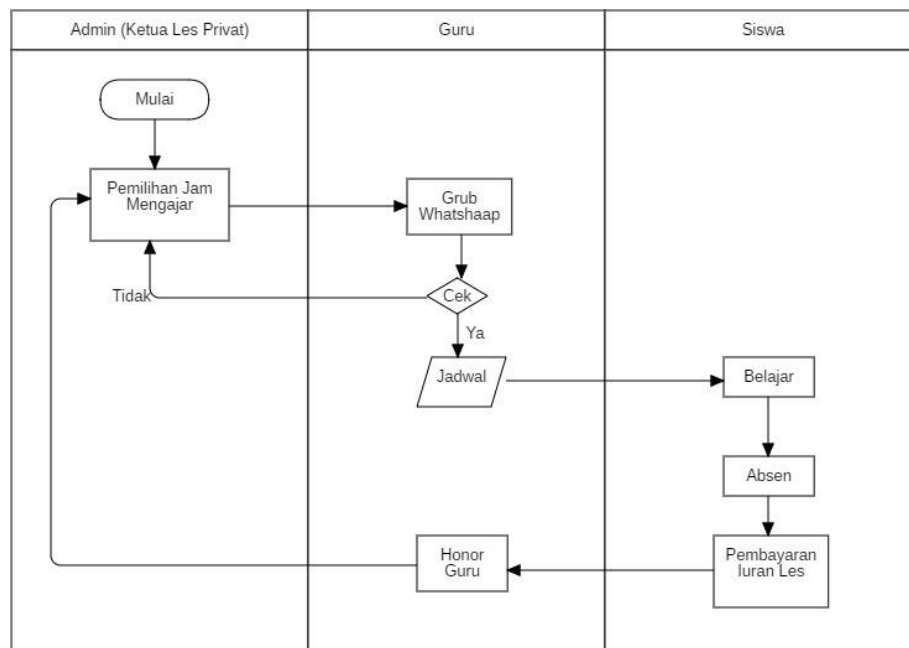 Admin (Ketua Les Privat)
Guru
Siswa
Mulai
Pemilihan Jam
Mengajar
Grub
Whatshaap
Tidak
Cek
Ya
Jadwal
Belajar
Absen
Honor
Guru
Pembayaran
Iuran Les